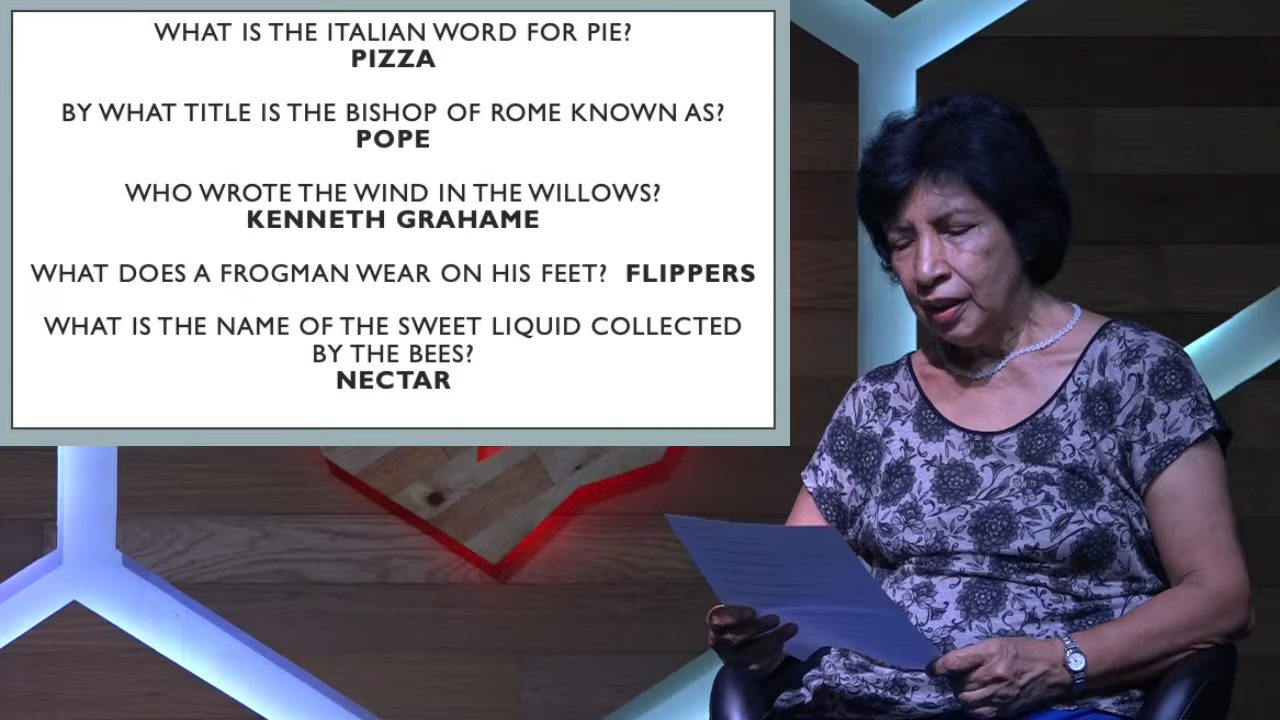 WHAT IS THE ITALIAN WORD FOR PIE?
PIZZA
BY WHAT TITLE IS THE BISHOP OF ROME KNOWN AS?
POPE
WHO WROTE THE WIND IN THE WILLOWS?
KENNETH GRAHAME
WHAT DOES A FROGMAN WEAR ON HIS FEET? FLIPPERS
WHAT IS THE NAME OF THE SWEET LIQUID COLLECTED
BY THE BEES?
NECTAR